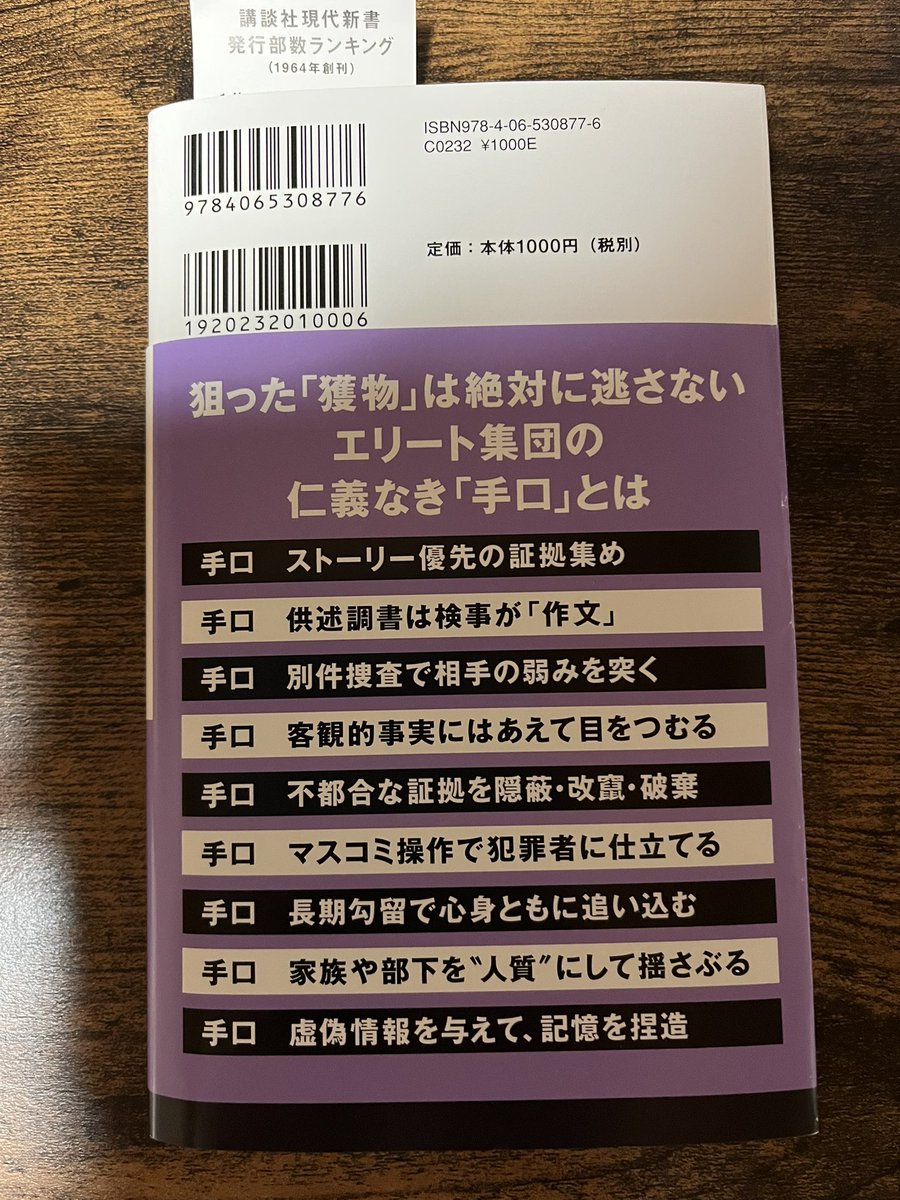 講談社現代新書
発行部数ランキング
(1964年創刊)
ISBN978-4-06-530877-6
C0232 ¥1000E
9784065308776
定価：本体1000円（税別）
1920232010006
狙った「獲物」は絶対に逃さない
エリート集団の
仁義なき「手口」とは
手口 ストーリー優先の証拠集め
手口 供述調書は検事が「作文」
手口 別件捜査で相手の弱みを突く
手口 客観的事実にはあえて目をつむる
手口 不都合な証拠を隠蔽・改竄・破棄
手口 マスコミ操作で犯罪者に仕立てる
手口 長期勾留で心身ともに追い込む
手口 家族や部下を〝人質〟にして揺さぶる
手口 虚偽情報を与えて、記憶を捏造